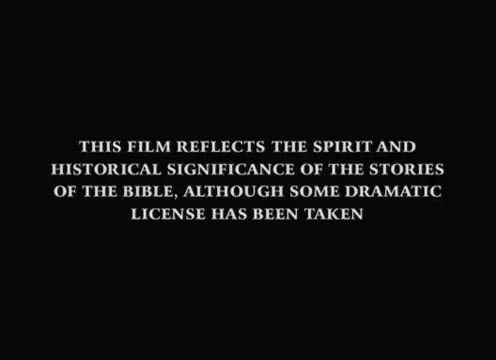 THIS FILM REFLECTS THE SPIRIT AND
HISTORICAL SIGNIFICANCE OF THE STORIES
OF THE BIBLE, ALTHOUGH SOME DRAMATIC
LICENSE HAS BEEN TAKEN